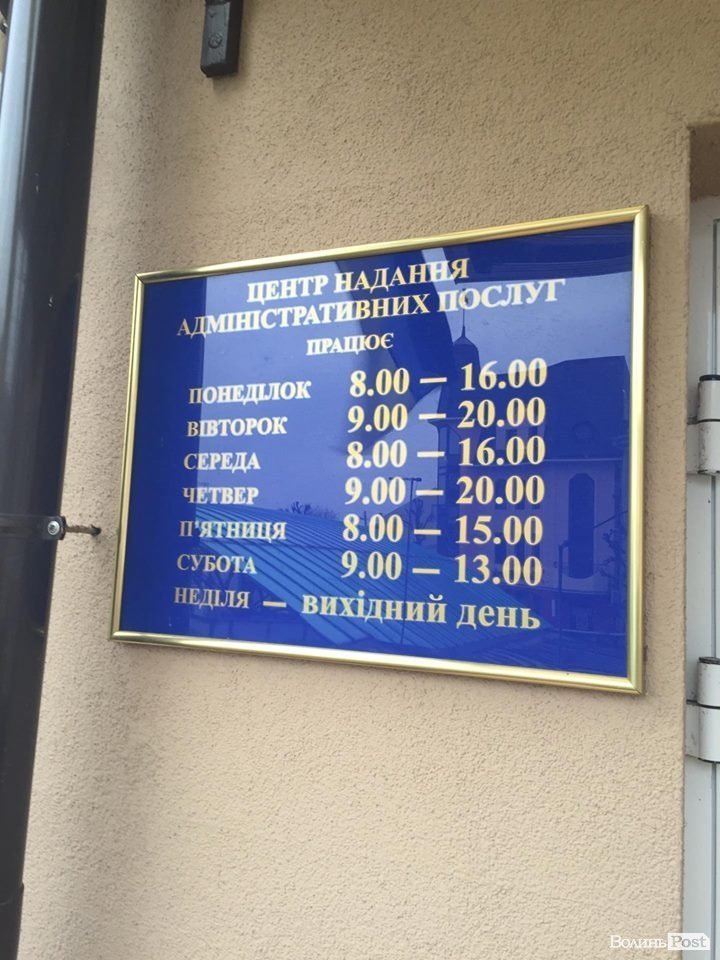 ЦЕНТР НАДАННЯ
АДМІНІСТРАТИВНИХ ПОСЛУГ
ПРАЦЮЄ
ПОНЕДІЛОК 8.00 — 16.00
ВІВТОРОК 9.00 — 20.00
СЕРЕДА 8.00 — 16.00
ЧЕТВЕР 9.00 — 20.00
П'ЯТНИЦЯ 8.00 — 15.00
СУБОТА 9.00 — 13.00
НЕДІЛЯ — вихідний день
ВолиньPost